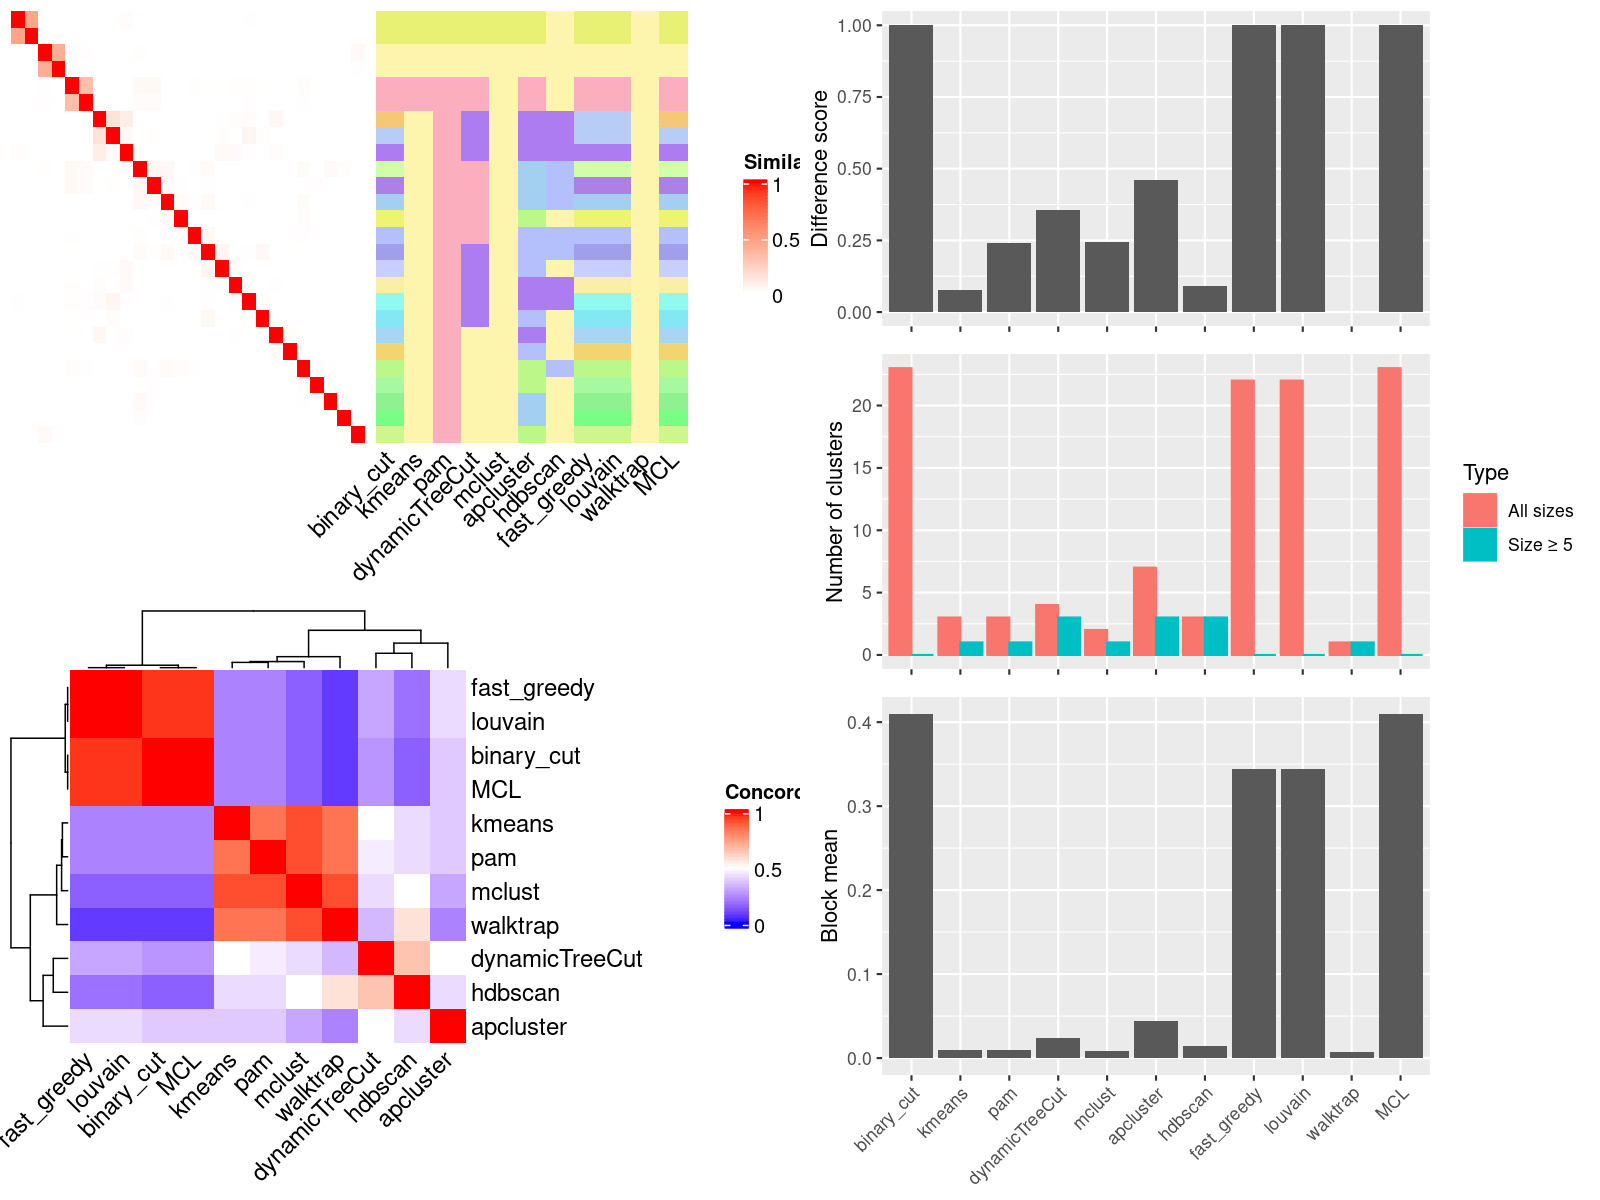 Simila
1
0.5
0
binary_cut
kmeans
pam
dynamicTreeCut
mclust
apcluster
hdbscan
fast_greedy
louvain
walktrap
MCL
fast_greedy
louvain
binary_cut
MCL
kmeans
pam
mclust
walktrap
dynamicTreeCut
hdbscan
apcluster
Concord
1
0.5
0
fast_greedy
louvain
binary_cut
MCL
kmeans
pam
mclust
walktrap
dynamicTreeCut
hdbscan
apcluster
Difference score
1.00
0.75
0.50
0.25
0.00
Number of clusters
20
15
10
5
0
Type
All sizes
Size ≥ 5
Block mean
0.4
0.3
0.2
0.1
0.0
binary_cut
kmeans
pam
dynamicTreeCut
mclust
apcluster
hdbscan
fast_greedy
louvain
walktrap
MCL